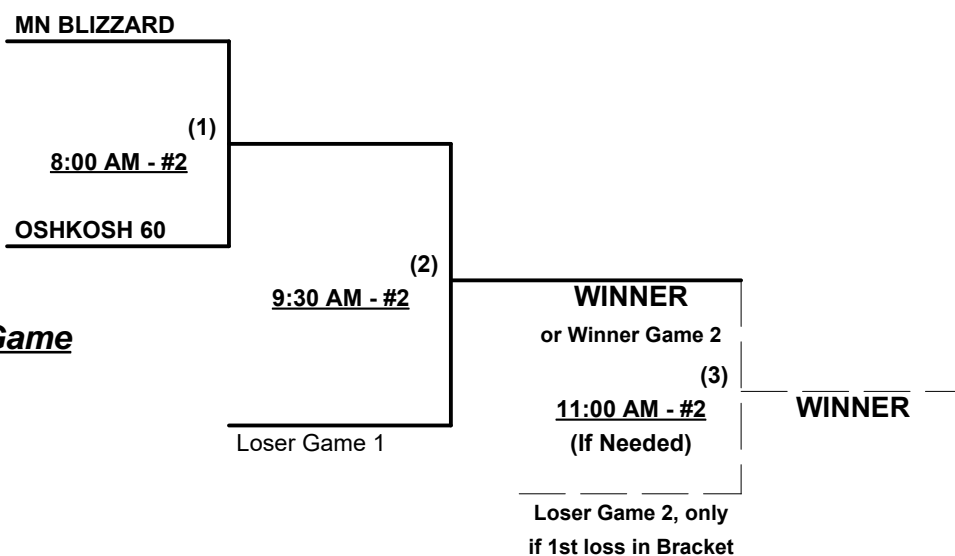 MN BLIZZARD
(1)
8:00 AM - #2
OSHKOSH 60
(2)
9:30 AM - #2
WINNER
or Winner Game 2
Game
(3)
11:00 AM - #2
WINNER
(If Needed)
Loser Game 1
Loser Game 2, only
if 1st loss in Bracket